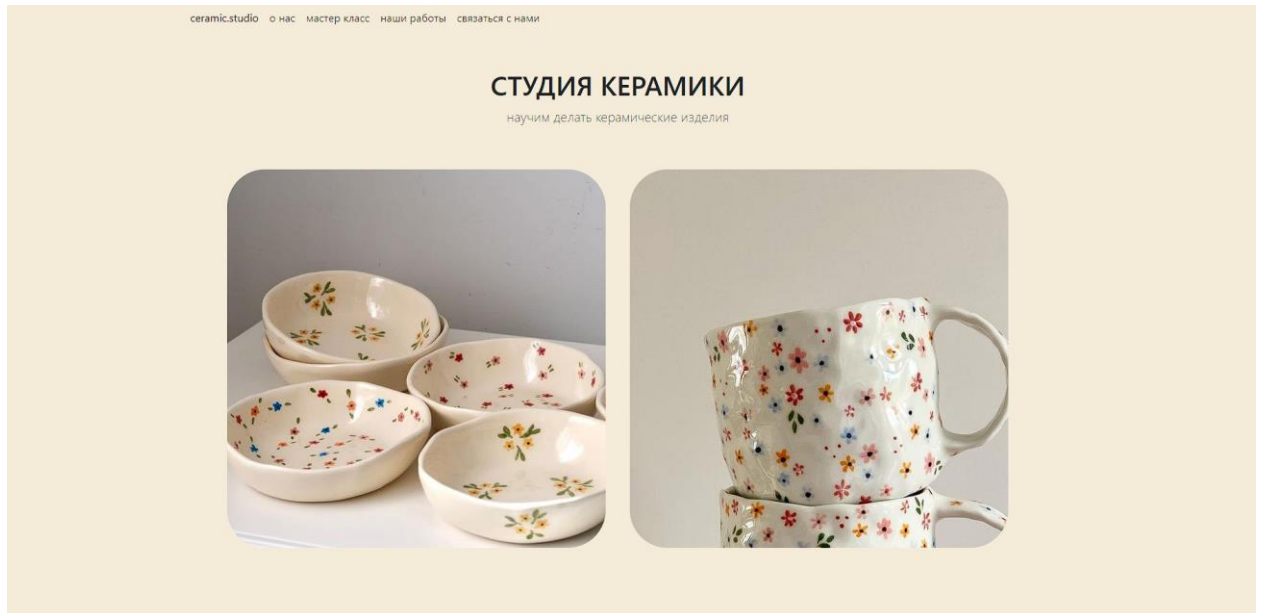 ceramic.studio о нас мастер класс наши работы связаться с нами
СТУДИЯ КЕРАМИКИ
научим делать керамические изделия